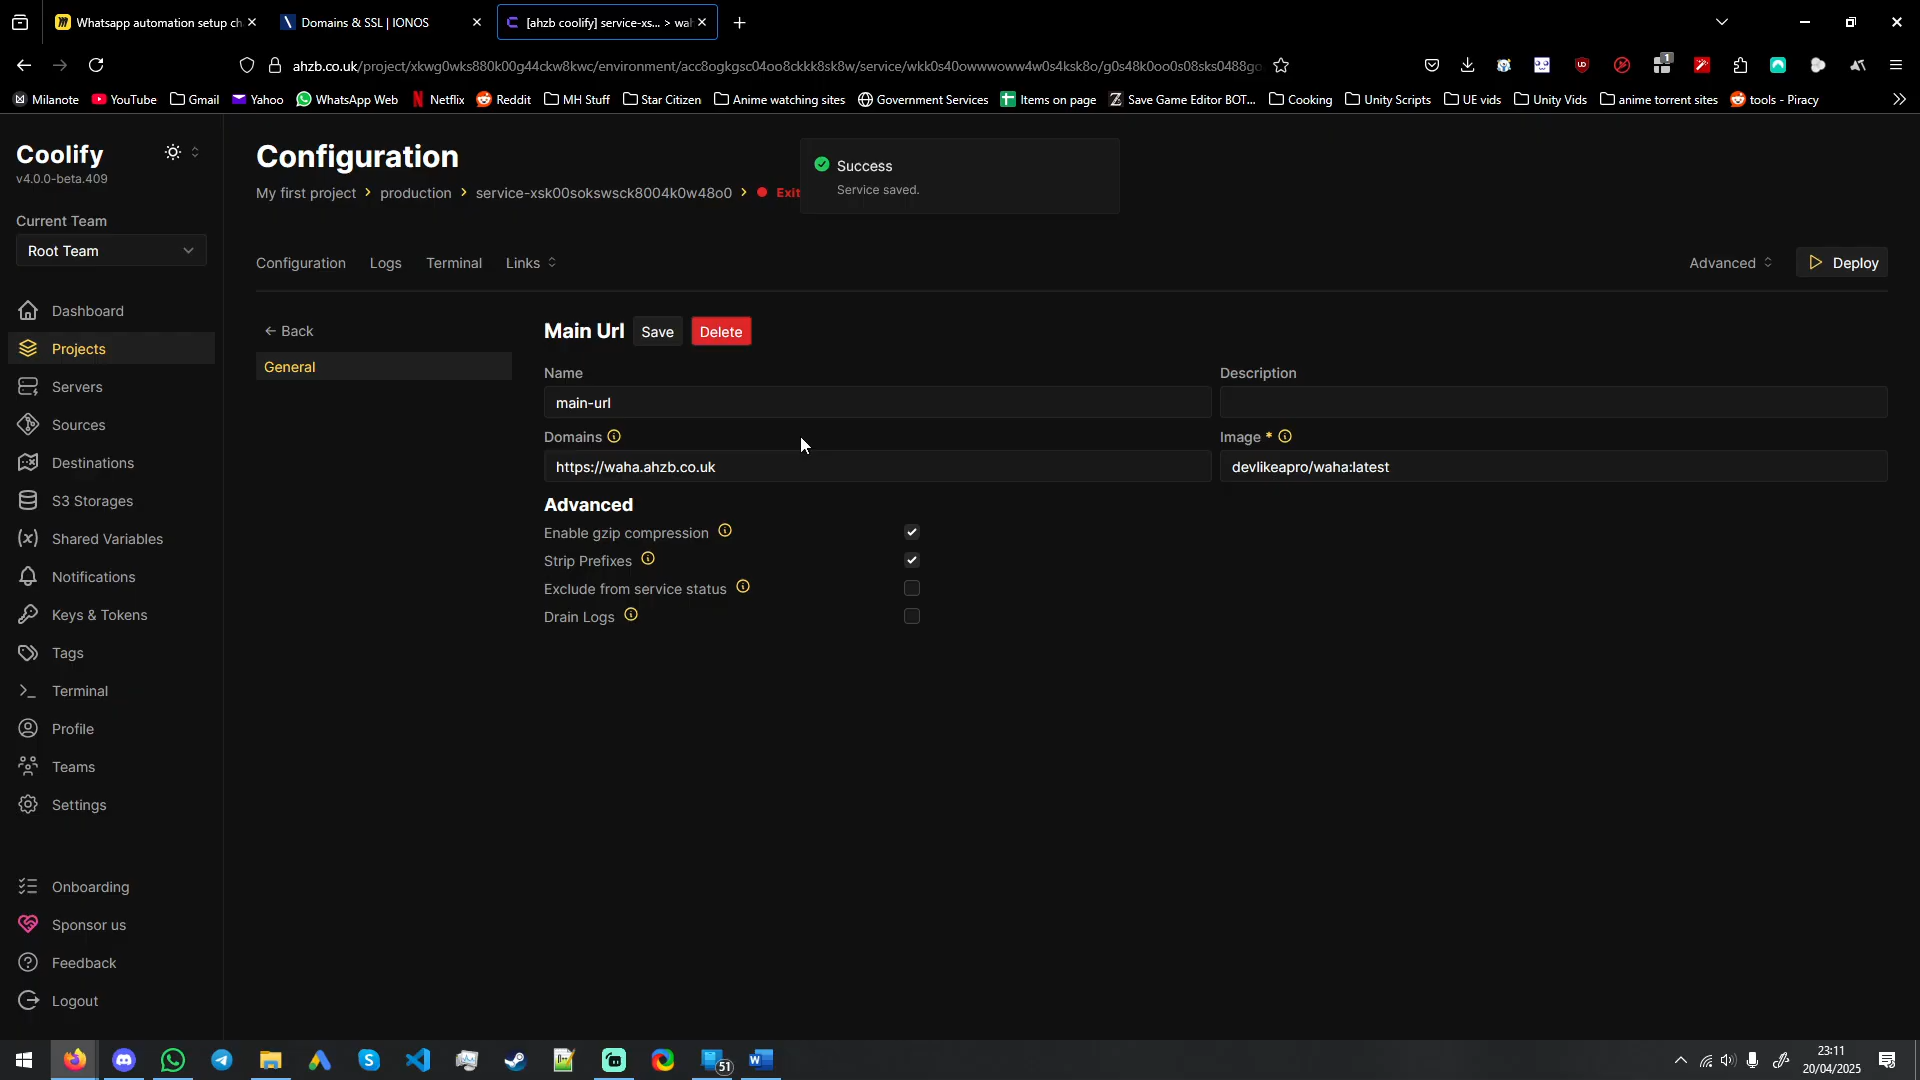 Whatsapp automation setup ch
Domains & SSL | IONOS
[ahzb coolify] service-xs... > wah
ahzb.co.uk/project/xkwg0wks880k00g44ckw8kwc/environment/acc8ogkgsc04oo8ckkk8sk8w/service/wkk0s40owwwoww4w0s4ksk8o/g0s48k0oo0s08sks0488go
1
Milanote
YouTube
Gmail
Yahoo
WhatsApp Web
Netflix
Reddit
MH Stuff
Star Citizen
Anime watching sites
Government Services
Items on page
Save Game Editor BOT...
Cooking
Unity Scripts
UE vids
Unity Vids
anime torrent sites
tools - Piracy
Coolify
v4.0.0-beta.409
Current Team
Root Team
Dashboard
Projects
Servers
Sources
Destinations
S3 Storages
Shared Variables
Notifications
Keys & Tokens
Tags
Terminal
Profile
Teams
Settings
Onboarding
Sponsor us
Feedback
Logout
Configuration
My first project > production > service-xsk00sokswsck8004k0w48o0 > Exit
Success
Service saved.
Configuration
Logs
Terminal
Links
Advanced
Deploy
← Back
General
Main Url
Save
Delete
Name
main-url
Description
Domains
https://waha.ahzb.co.uk
Image *
devlikeapro/waha:latest
Advanced
Enable gzip compression
Strip Prefixes
Exclude from service status
Drain Logs
51
23:11
20/04/2025